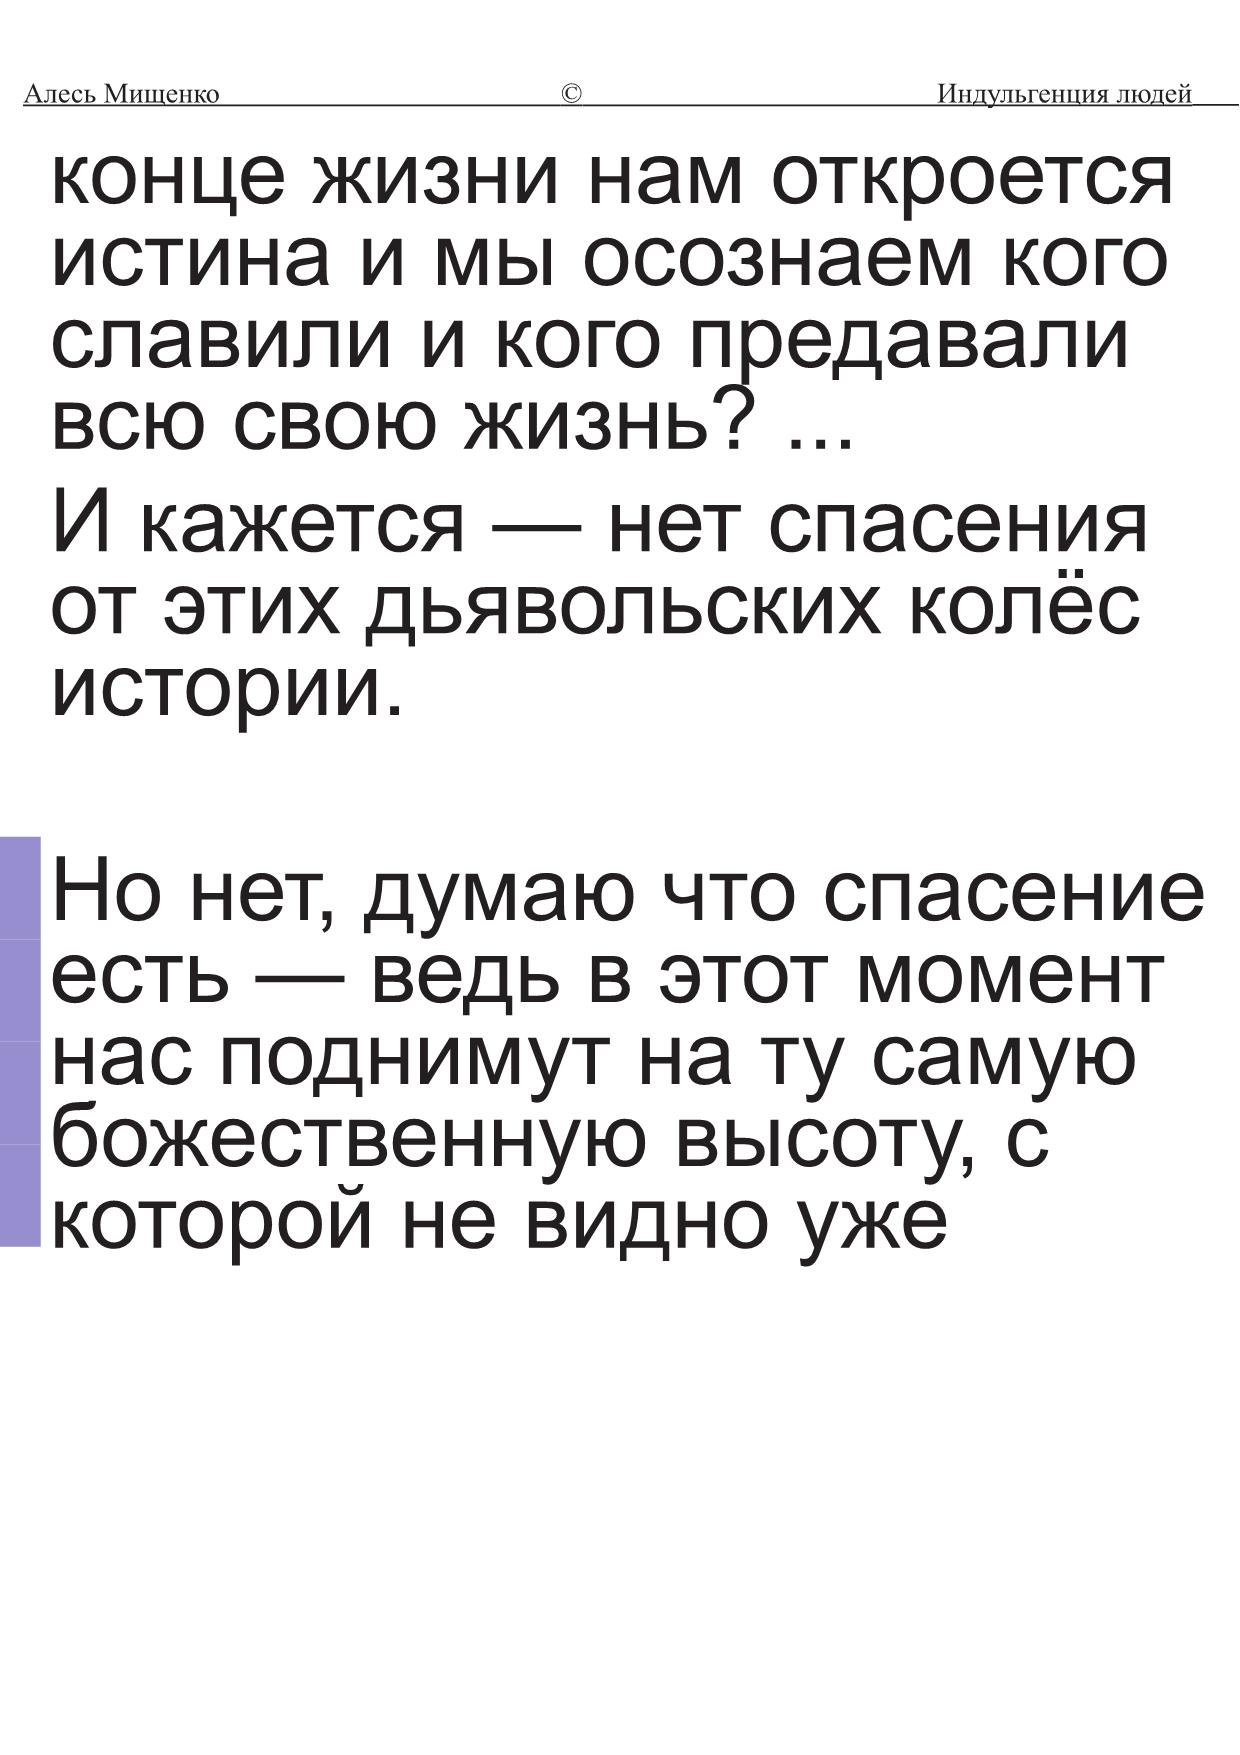 Алесь Мищенко © Индульгенция людей
конце жизни нам откроется
истина и мы осознаем кого
славили и кого предавали
всю свою жизнь? ...
И кажется — нет спасения
от этих дьявольских колёс
истории.
Но нет, думаю что спасение
есть — ведь в этот момент
нас поднимут на ту самую
божественную высоту, с
которой не видно уже